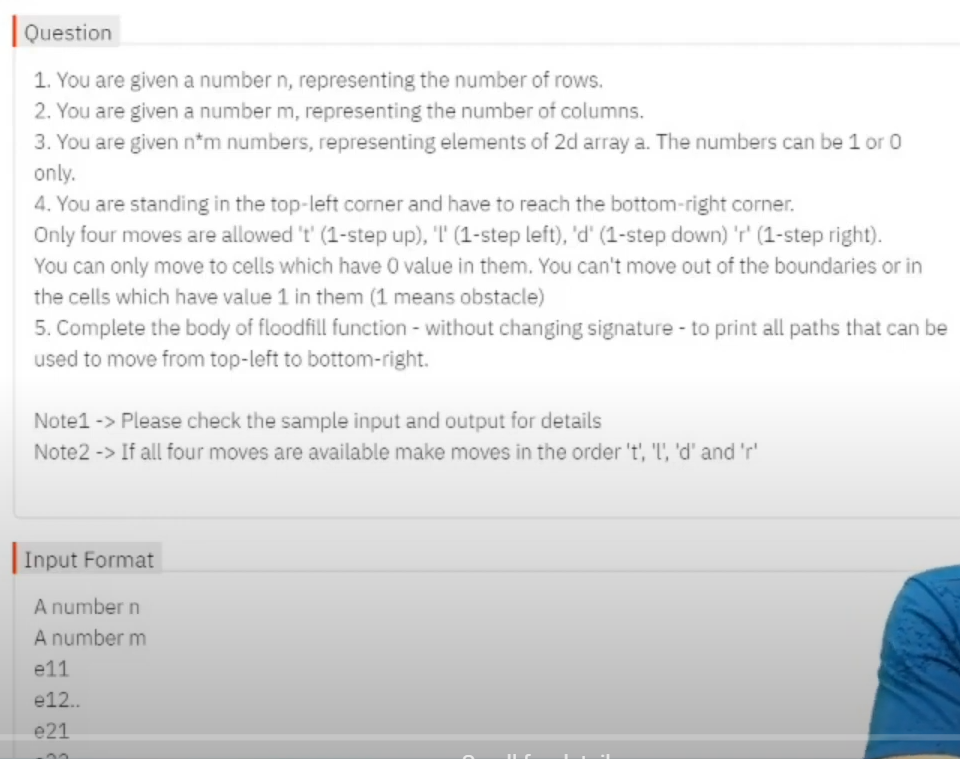 Question
1. You are given a number n, representing the number of rows.
2. You are given a number m, representing the number of columns.
3. You are given n*m numbers, representing elements of 2d array a. The numbers can be 1 or 0
only.
4. You are standing in the top-left corner and have to reach the bottom-right corner.
Only four moves are allowed 't' (1-step up), 'l' (1-step left), 'd' (1-step down) 'r' (1-step right).
You can only move to cells which have 0 value in them. You can't move out of the boundaries or in
the cells which have value 1 in them (1 means obstacle)
5. Complete the body of floodfill function - without changing signature - to print all paths that can be
used to move from top-left to bottom-right.
Note1 -> Please check the sample input and output for details
Note2 -> If all four moves are available make moves in the order 't', 'l', 'd' and 'r'
Input Format
A number n
A number m
e11
e12..
e21